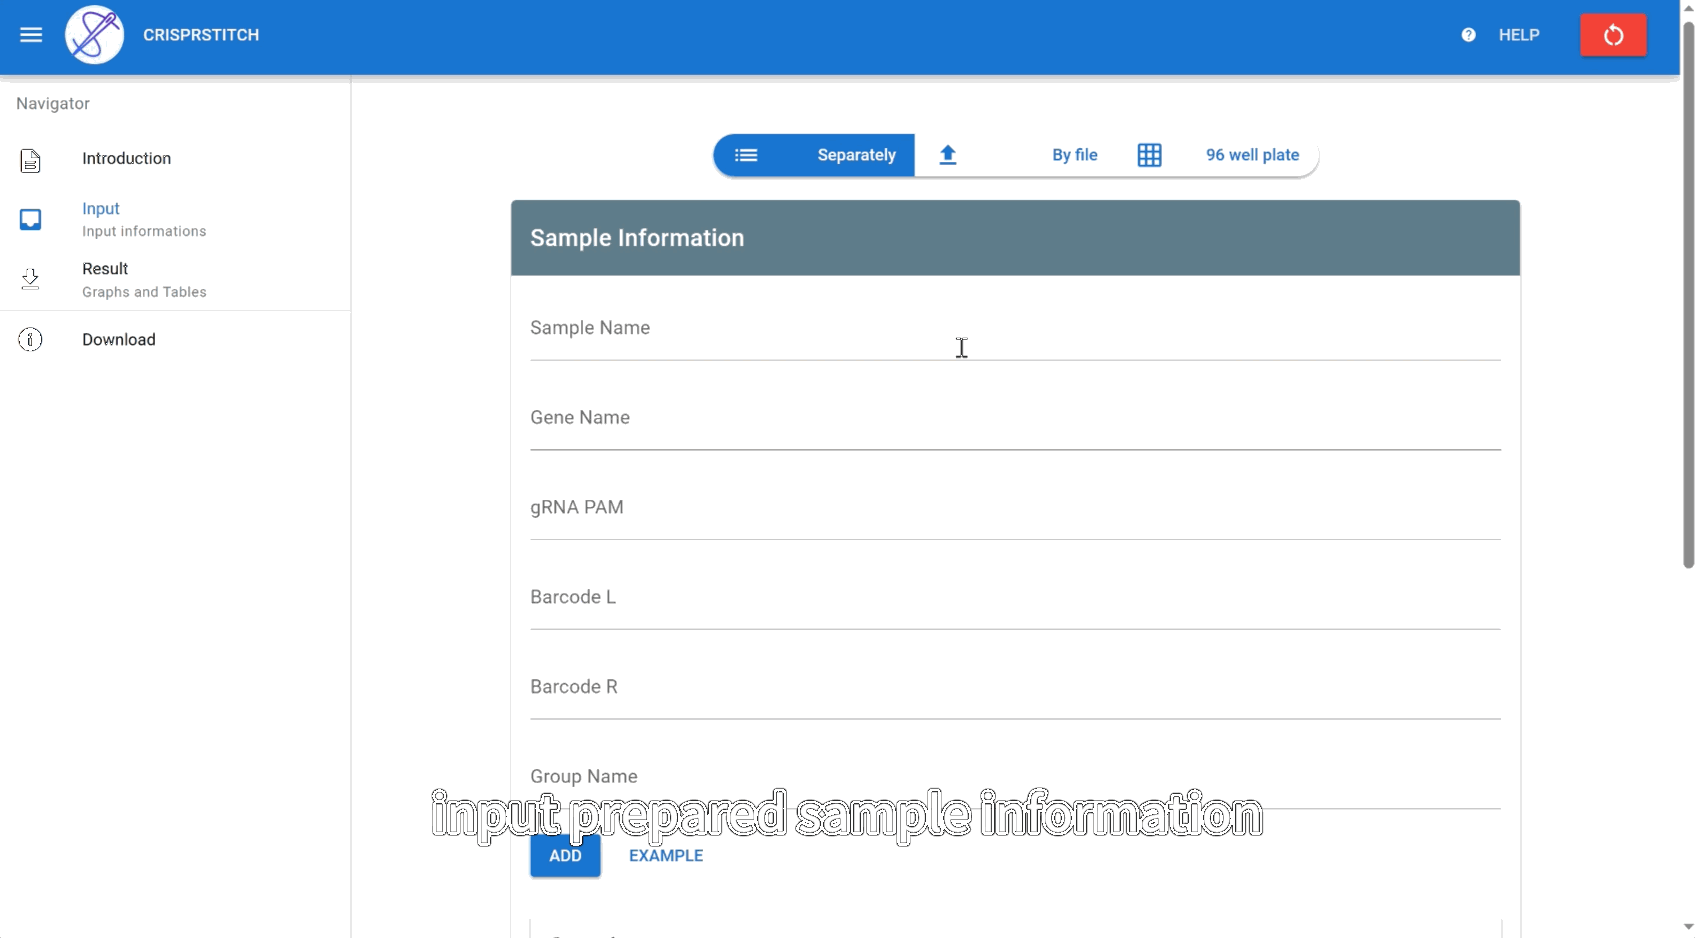 CRISPRSTITCH
HELP
Navigator
Introduction
Input
Input informations
Result
Graphs and Tables
Download
Separately
By file
96 well plate
Sample Information
Sample Name
Gene Name
gRNA PAM
Barcode L
Barcode R
Group Name
input prepared sample information
ADD
EXAMPLE